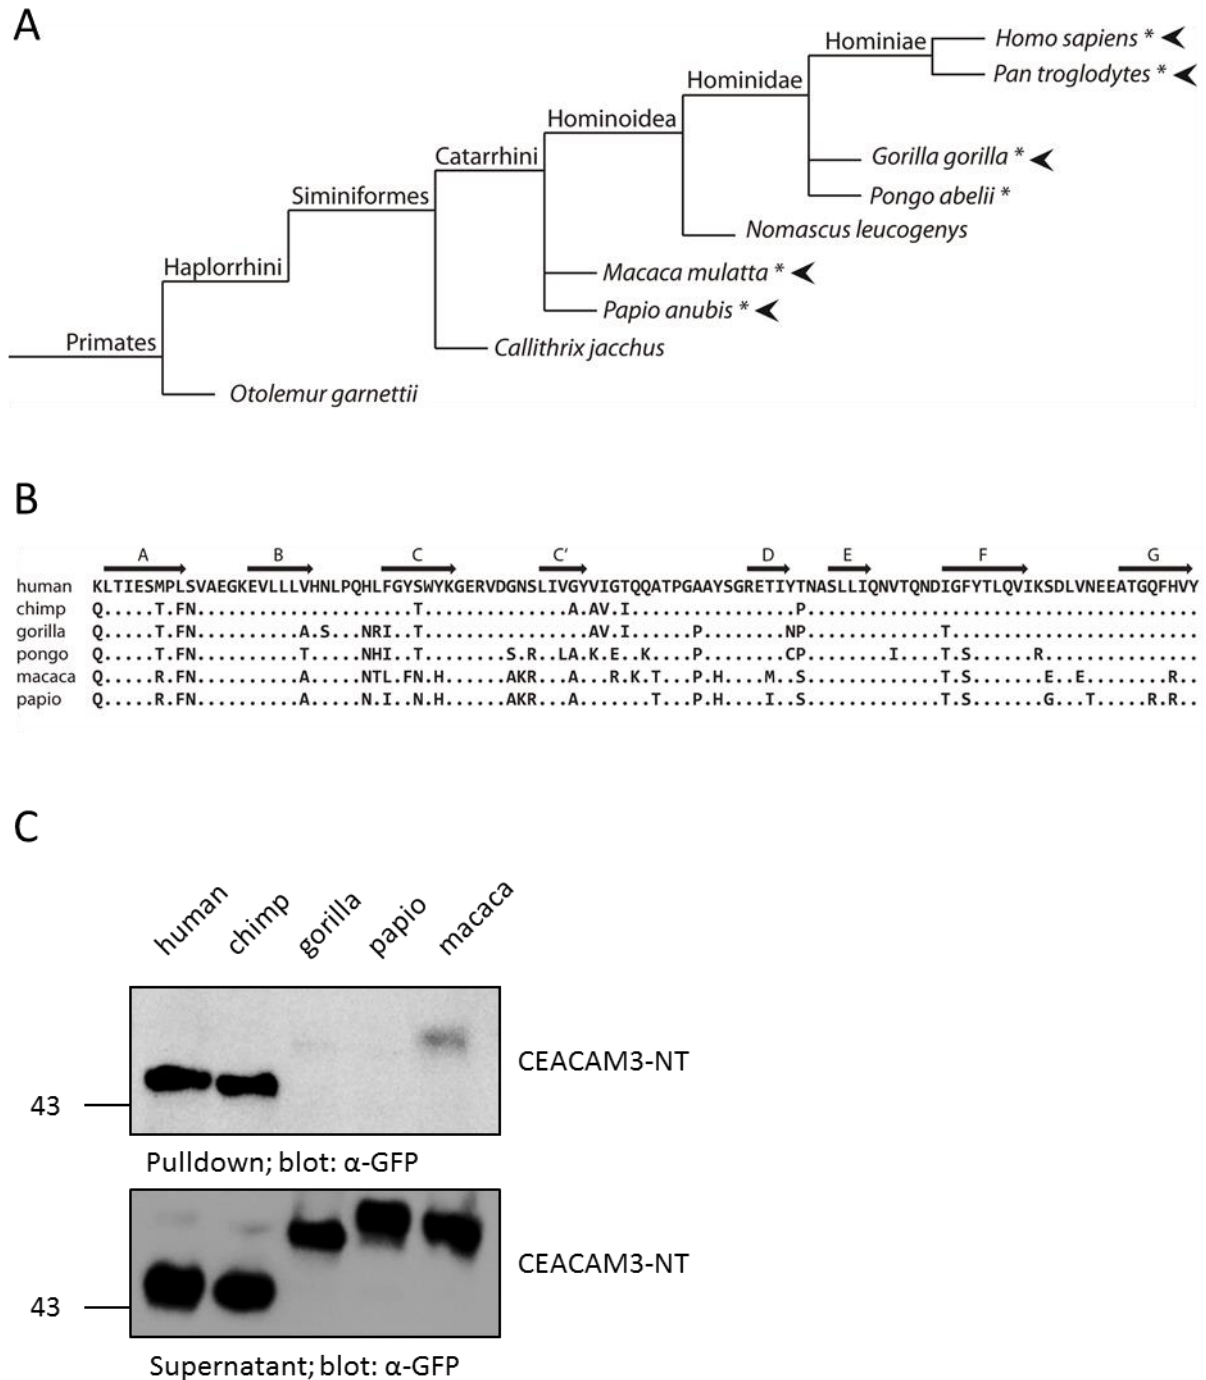 A
Hominiae
Homo sapiens *
Pan troglodytes *
Hominidae
Hominoidea
Gorilla gorilla *
Catarrhini
Pongo abelii *
Siminiformes
Nomascus leucogenys
Haplorrhini
Macaca mulatta *
Papio anubis *
Primates
Callithrix jacchus
Otolemur garnettii
B
A B C C' D E F G
human KLTIESMPLSVAEGKEVLLLVHNLPQHLFGYSWYKGERVDGNSLIVGYVIGTQQATPGAAYSGRETIYTNASLLIQNVTQNDIGFYTLQVIKSDLVNEEATGQFHVY
chimp Q.....T.FN.....................T..............A.AV.I................P......................................
gorilla Q.....T.FN..........A.S...NRI..T................AV.I......P........NP.............T........................
pongo Q.....T.FN..........T.....NHI..T........S.R..LA.K.E..K....P........CP........I....T.S......R...............
macaca Q.....R.FN..........A.....NTL.FN.H......AKR...A...R.K.T...P.H....M..S.............T.S.......E..E........R..
papio Q.....R.FN..........A.....N.I..N.H......AKR...A.......T...P.H....I..S.............T.S.......G...T.....R.R..
C
human chimp gorilla papio macaca
CEACAM3-NT
43
Pulldown; blot: α-GFP
CEACAM3-NT
43
Supernatant; blot: α-GFP